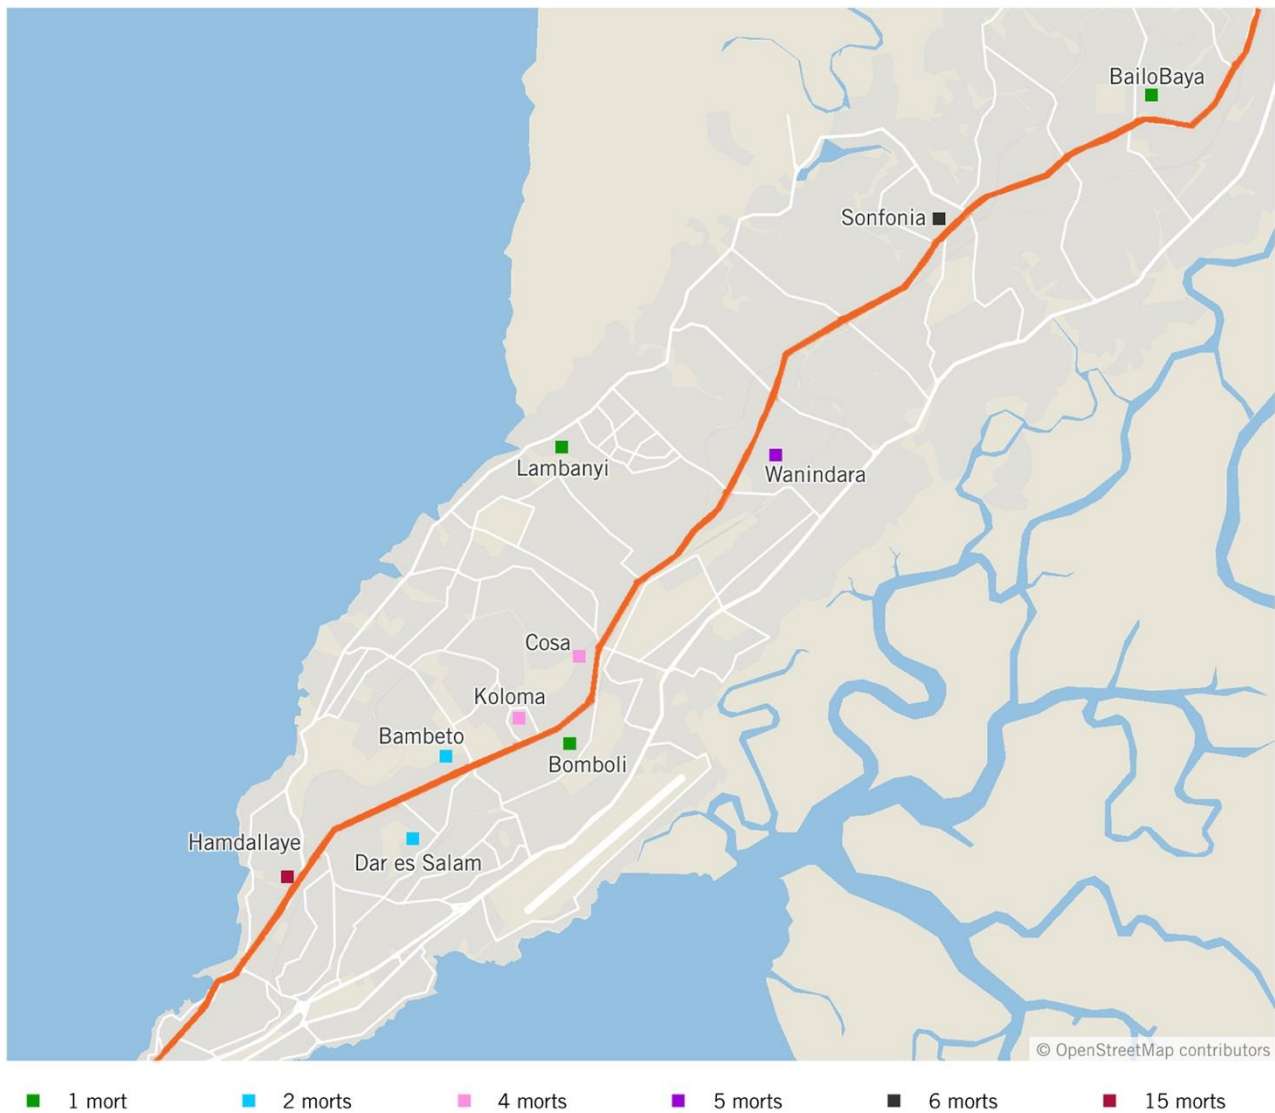 BailoBaya
Sonfonia
Lambanyi
Wanindara
Cosa
Koloma
Bambeto
Bomboli
Hamdallaye
Dar es Salam
© OpenStreetMap contributors
1 mort 2 morts 4 morts 5 morts 6 morts 15 morts